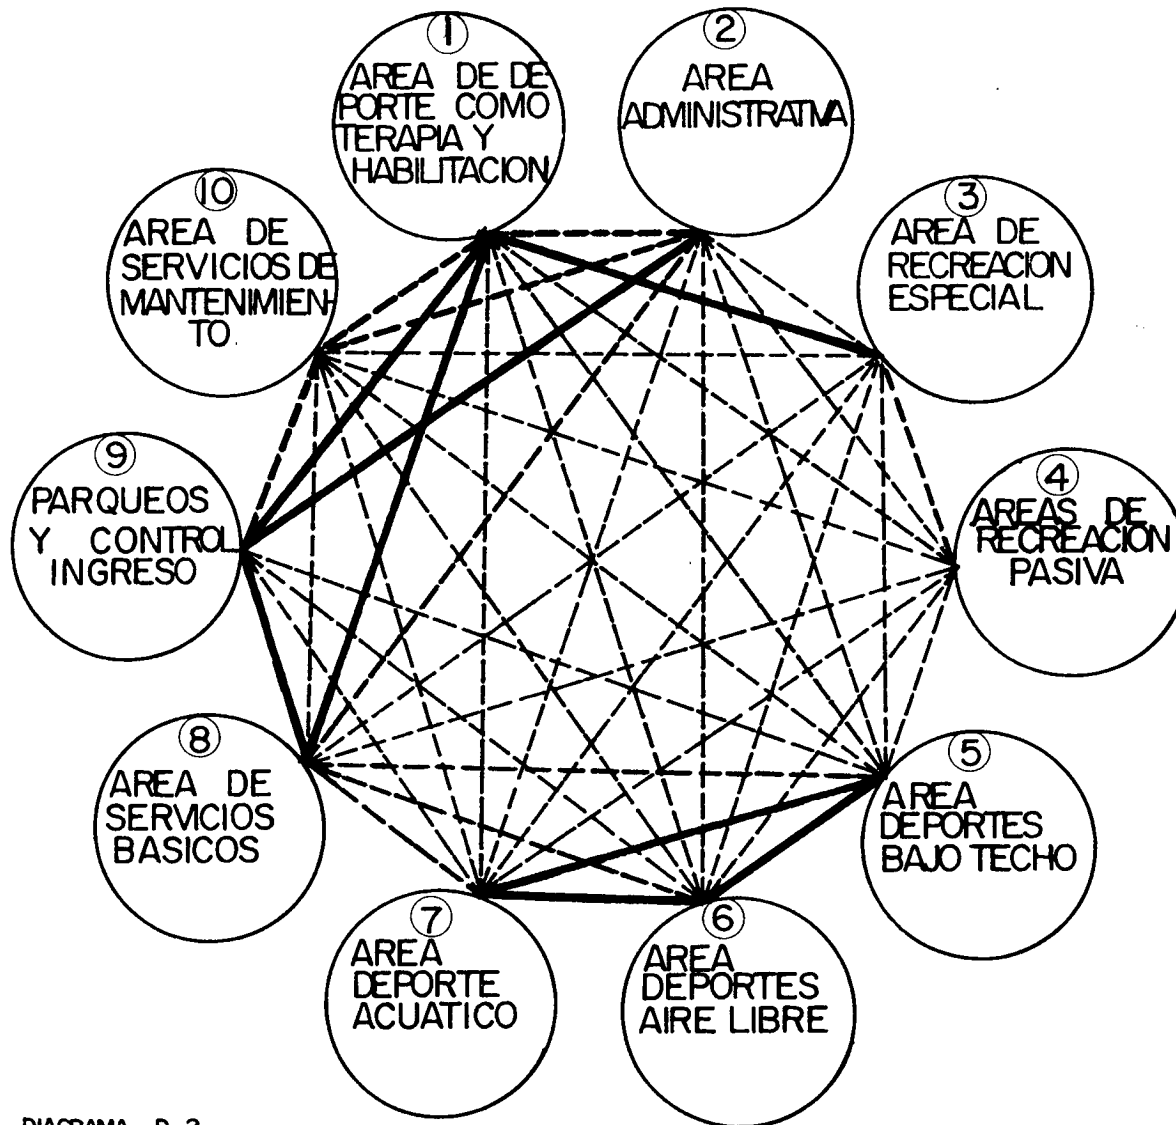 1
AREA DE DE-
PORTE COMO
TERAPIA Y
HABILITACION
2
AREA
ADMINISTRATIVA
3
AREA DE
RECREACION
ESPECIAL
4
AREAS DE
RECREACION
PASIVA
5
AREA
DEPORTES
BAJO TECHO
6
AREA
DEPORTES
AIRE LIBRE
7
AREA
DEPORTE
ACUATICO
8
AREA DE
SERVICIOS
BASICOS
9
PARQUEOS
Y CONTROL
INGRESO
10
AREA DE
SERVICIOS DE
MANTENIMIEN-
TO